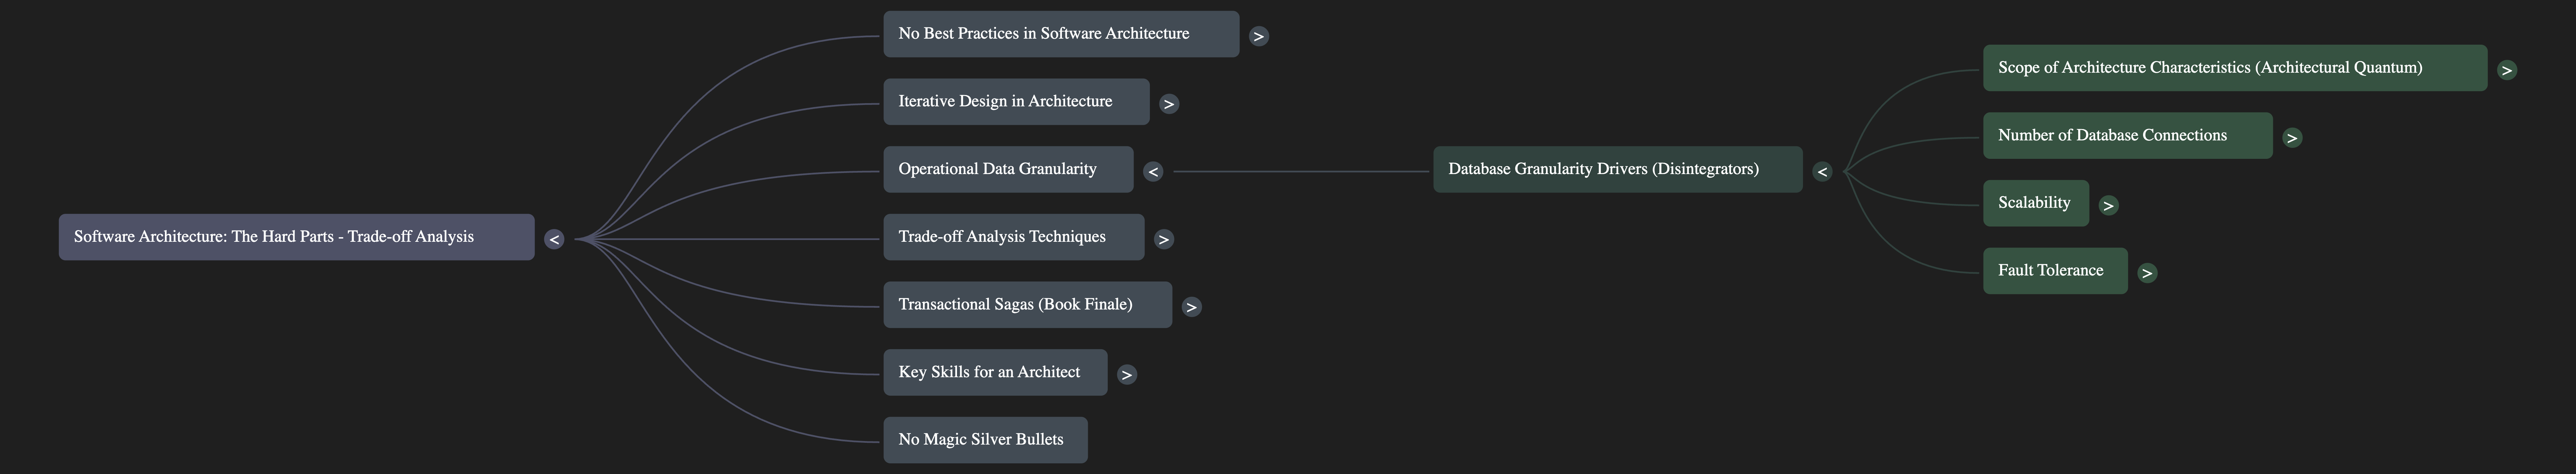 Software Architecture: The Hard Parts - Trade-off Analysis
<
No Best Practices in Software Architecture
>
Iterative Design in Architecture
>
Operational Data Granularity
<
Trade-off Analysis Techniques
>
Transactional Sagas (Book Finale)
>
Key Skills for an Architect
>
No Magic Silver Bullets
Database Granularity Drivers (Disintegrators)
<
Scope of Architecture Characteristics (Architectural Quantum)
>
Number of Database Connections
>
Scalability
>
Fault Tolerance
>